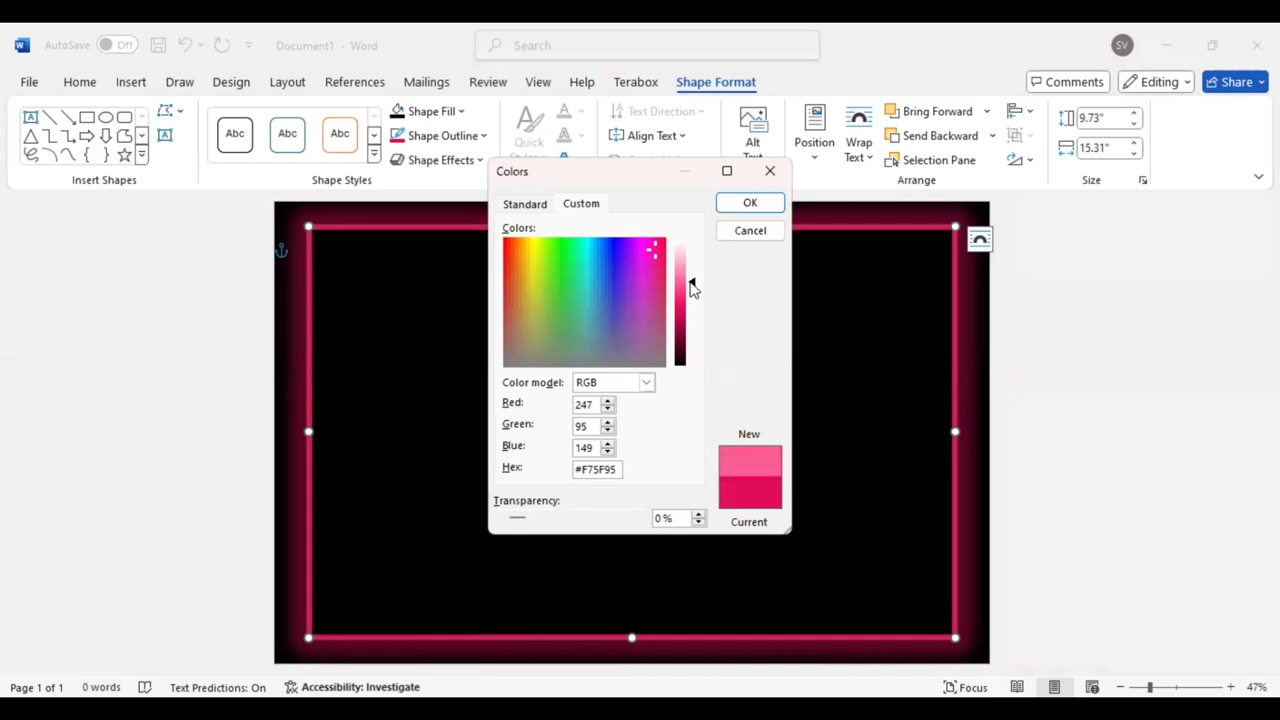 AutoSave Off Document1 - Word Search SV
File Home Insert Draw Design Layout References Mailings Review View Help Terabox Shape Format Comments Editing Share
Abc Abc Abc Shape Fill Text Direction Bring Forward 9.73"
Shape Outline Quick Align Text Alt Position Wrap Send Backward
Shape Effects Text Text Selection Pane 15.31"
Insert Shapes Shape Styles Arrange Size
Colors
Standard Custom OK
Colors: Cancel
Color model: RGB
Red: 247
Green: 95
Blue: 149
Hex: #F75F95
Transparency: 0 %
New
Current
Page 1 of 1 0 words Text Predictions: On Accessibility: Investigate Focus 47%